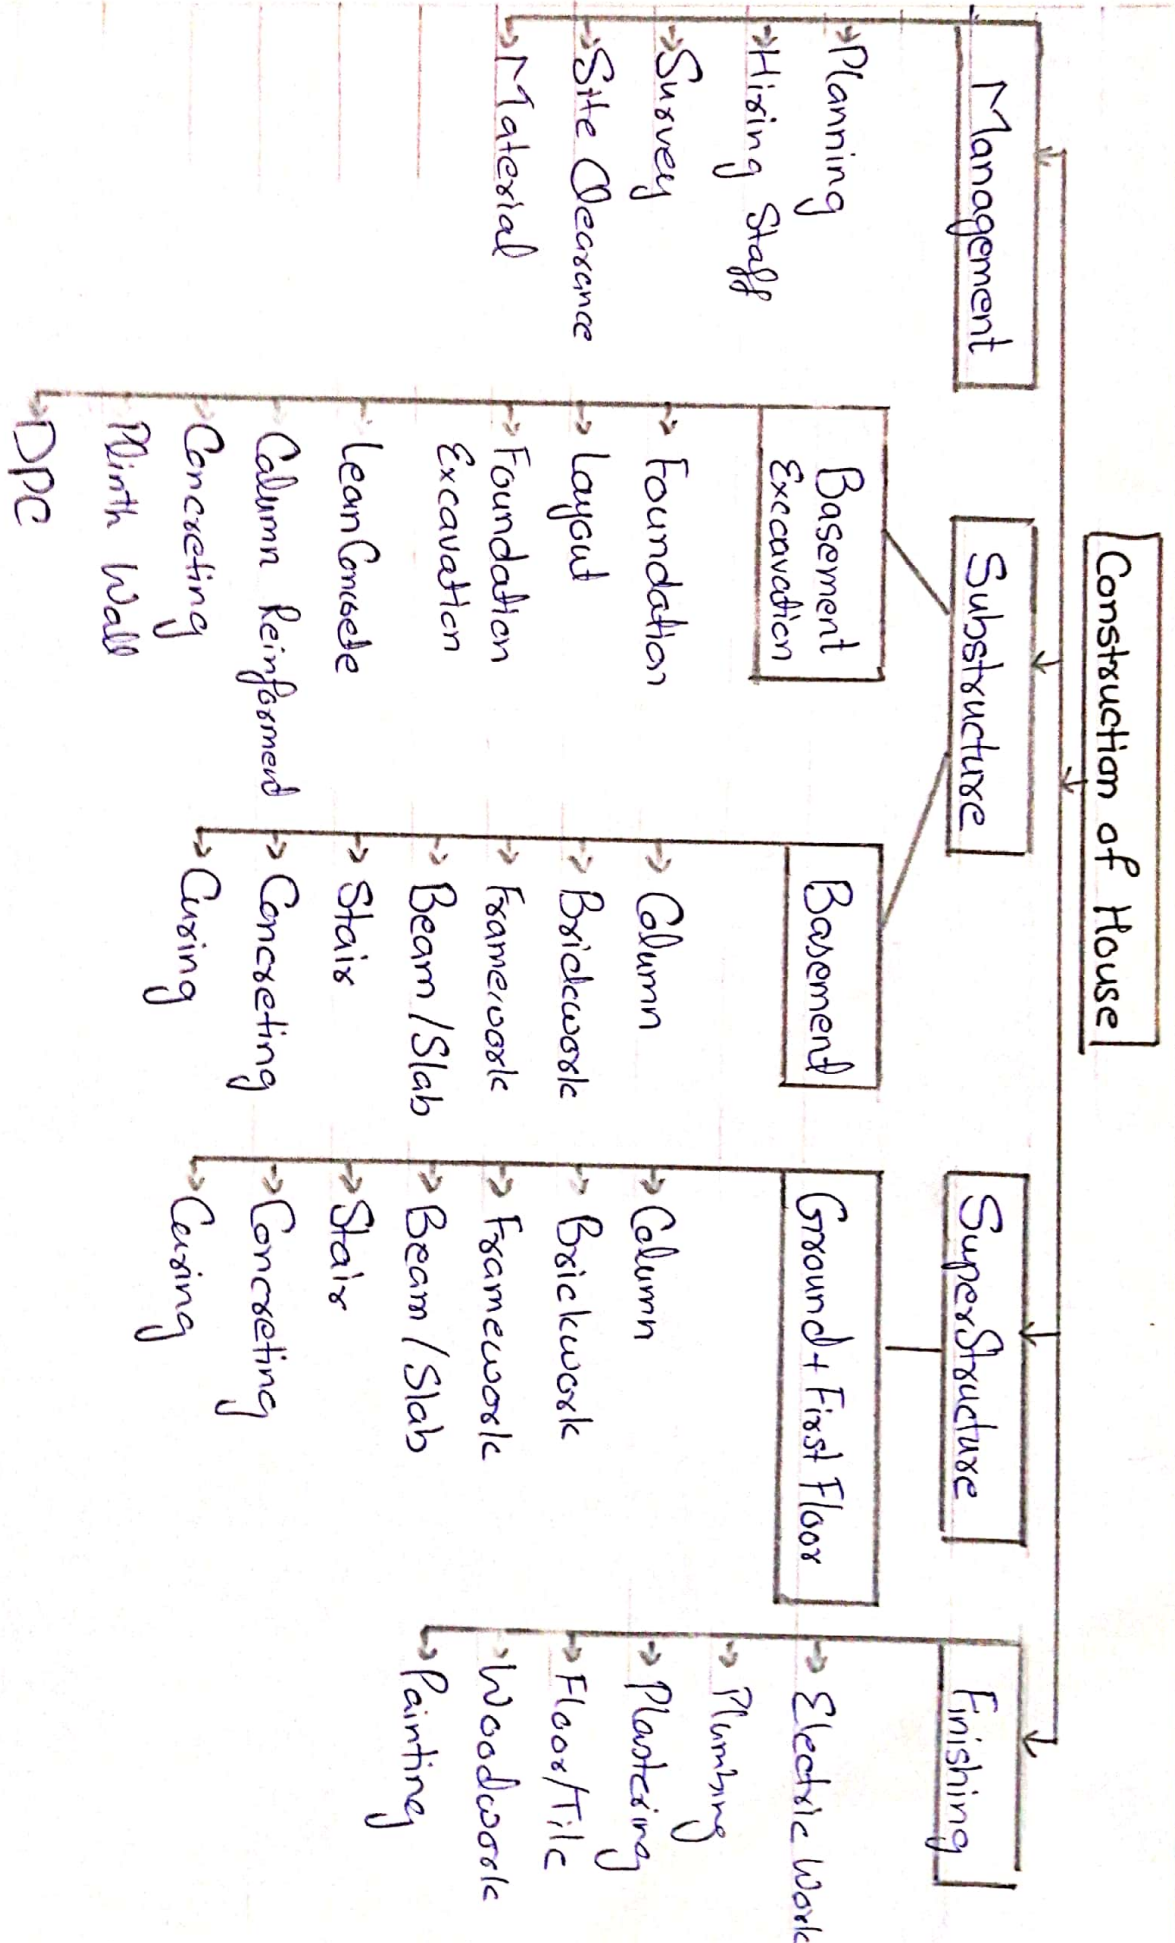 Construction of House
Management
Planning
Hiring Staff
Survey
Site Clearance
Material
Substructure
Basement
Excavation
Foundation
Layout
Foundation
Excavation
Lean Concrete
Column Reinforment
Concreting
Plinth Wall
DPC
Basement
Column
Brickwork
Framework
Beam/Slab
Stair
Concreting
Curing
SuperStructure
Ground + First Floor
Column
Brickwork
Framework
Beam/Slab
Stair
Concreting
Curing
Finishing
Electric Work
Plumbing
Plastering
Floor/Tile
Woodwork
Painting